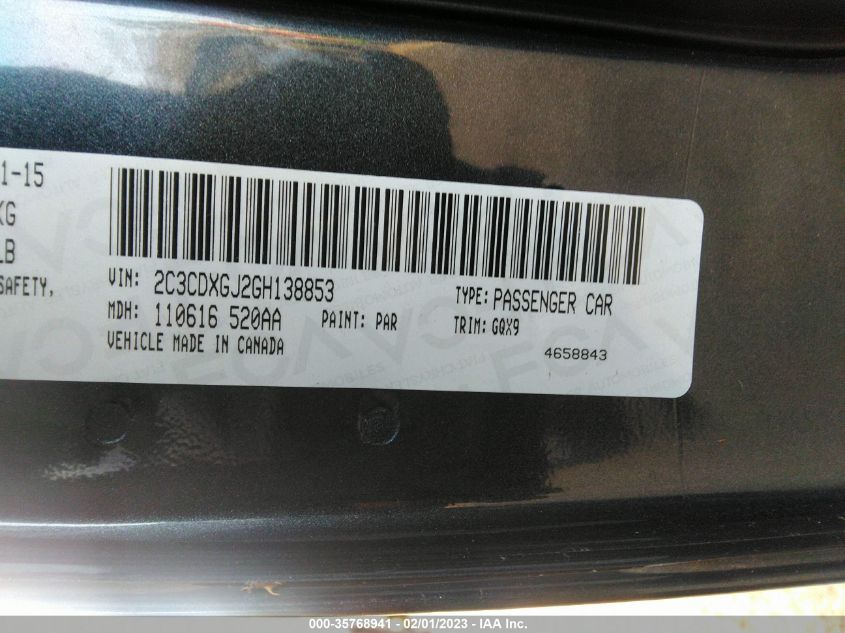 1-15
KG
LB
SAFETY,
VIN: 2C3CDXGJ2GH138853
TYPE: PASSENGER CAR
MDH: 110616 520AA
PAINT: PAR
TRIM: GQX9
VEHICLE MADE IN CANADA
4658843
000-35768941 - 02/01/2023 - IAA Inc.